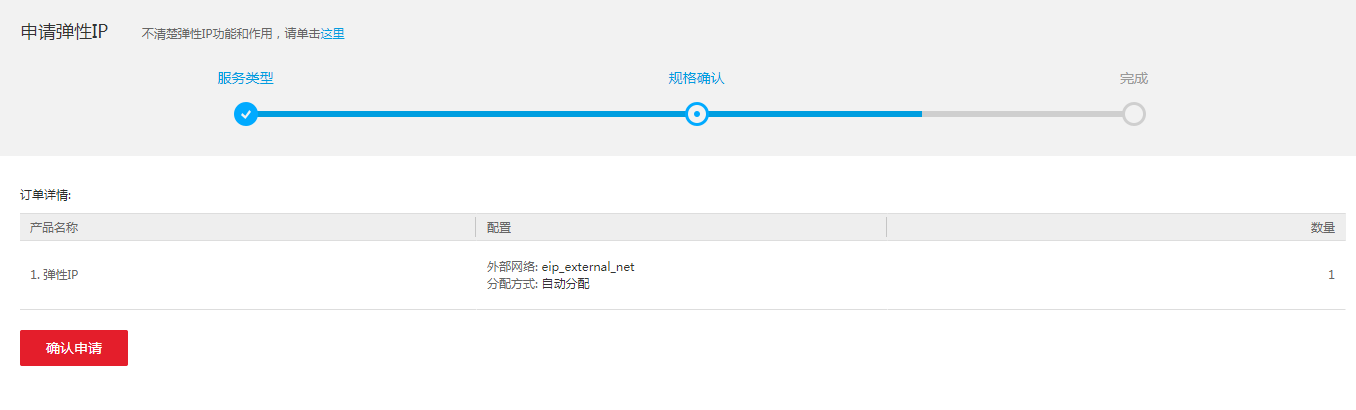 申请弹性IP 不清楚弹性IP功能和作用，请单击这里
服务类型 规格确认 完成
订单详情:
产品名称 配置 数量
1. 弹性IP 外部网络: eip_external_net 1
分配方式: 自动分配
确认申请